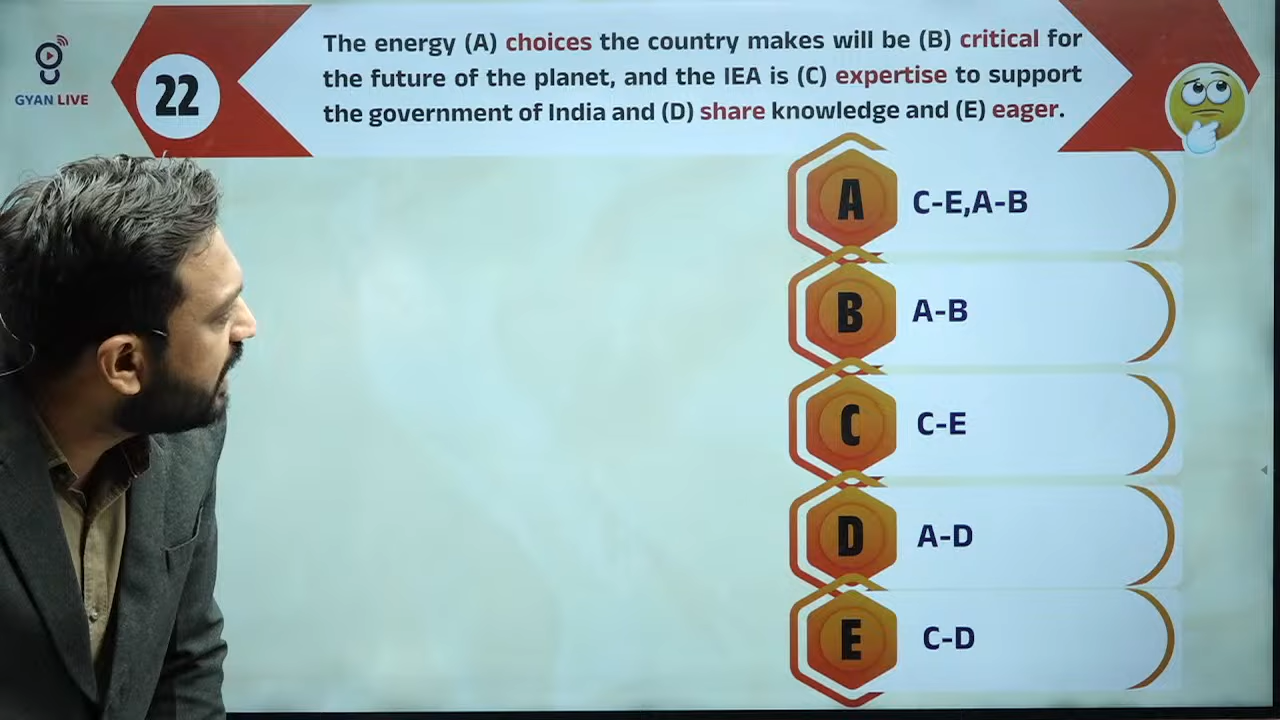 GYAN LIVE
22
The energy (A) choices the country makes will be (B) critical for
the future of the planet, and the IEA is (C) expertise to support
the government of India and (D) share knowledge and (E) eager.
A C-E,A-B
B A-B
C C-E
D A-D
E C-D